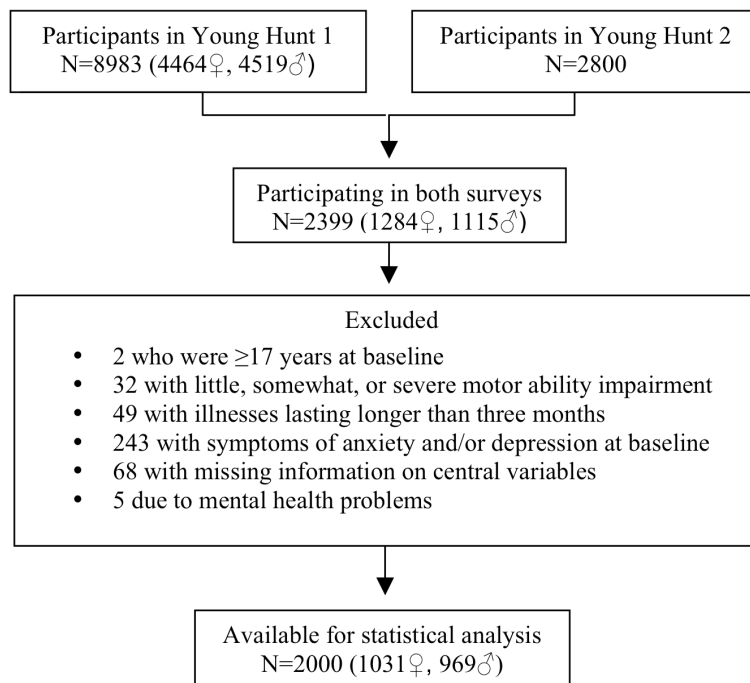 Participants in Young Hunt 1
N=8983 (4464♀, 4519♂)
Participants in Young Hunt 2
N=2800
Participating in both surveys
N=2399 (1284♀, 1115♂)
Excluded
• 2 who were ≥17 years at baseline
• 32 with little, somewhat, or severe motor ability impairment
• 49 with illnesses lasting longer than three months
• 243 with symptoms of anxiety and/or depression at baseline
• 68 with missing information on central variables
• 5 due to mental health problems
Available for statistical analysis
N=2000 (1031♀, 969♂)